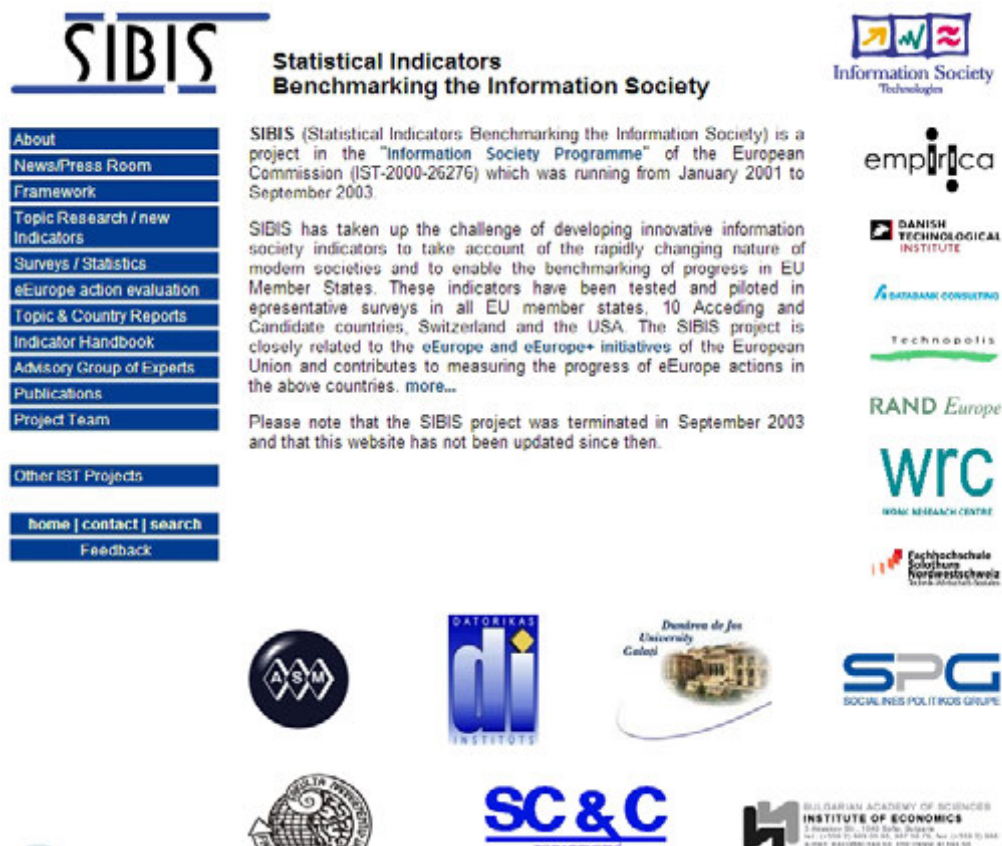 SIBIS
Statistical Indicators
Benchmarking the Information Society
Information Society
Technologies
About
News/Press Room
Framework
Topic Research / new
Indicators
Surveys / Statistics
eEurope action evaluation
Topic & Country Reports
Indicator Handbook
Advisory Group of Experts
Publications
Project Team
Other IST Projects
home | contact | search
Feedback
SIBIS (Statistical Indicators Benchmarking the Information Society) is a
project in the "Information Society Programme" of the European
Commission (IST-2000-26276) which was running from January 2001 to
September 2003.
SIBIS has taken up the challenge of developing innovative information
society indicators to take account of the rapidly changing nature of
modern societies and to enable the benchmarking of progress in EU
Member States. These indicators have been tested and piloted in
epresentative surveys in all EU member states, 10 Acceding and
Candidate countries, Switzerland and the USA. The SIBIS project is
closely related to the eEurope and eEurope+ initiatives of the European
Union and contributes to measuring the progress of eEurope actions in
the above countries. more...
Please note that the SIBIS project was terminated in September 2003
and that this website has not been updated since then.
empirica
DANISH
TECHNOLOGICAL
INSTITUTE
DATABANK CONSULTING
Technopolis
RAND Europe
wrc
WORK RESEARCH CENTRE
Fachhochschule
Solothurn
Nordwestschweiz
ASM
DATORIKAS
di
INSTITUTS
Dunărea de Jos
University
Galaţi
SPG
SOCIALINĖS POLITIKOS GRUPĖ
SC & C
BULGARIAN ACADEMY OF SCIENCES
INSTITUTE OF ECONOMICS